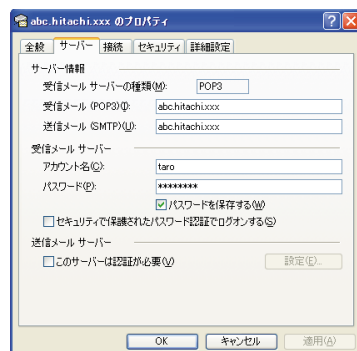 abc.hitachi.xxx のプロパティ
全般 サーバー 接続 セキュリティ 詳細設定
サーバー情報
受信メール サーバーの種類(M): POP3
受信メール (POP3)(I): abc.hitachi.xxx
送信メール (SMTP)(U): abc.hitachi.xxx
受信メール サーバー
アカウント名(C): taro
パスワード(P): ********
パスワードを保存する(W)
セキュリティで保護されたパスワード認証でログオンする(S)
送信メール サーバー
このサーバーは認証が必要(V) 設定(E)...
OK キャンセル 適用(A)